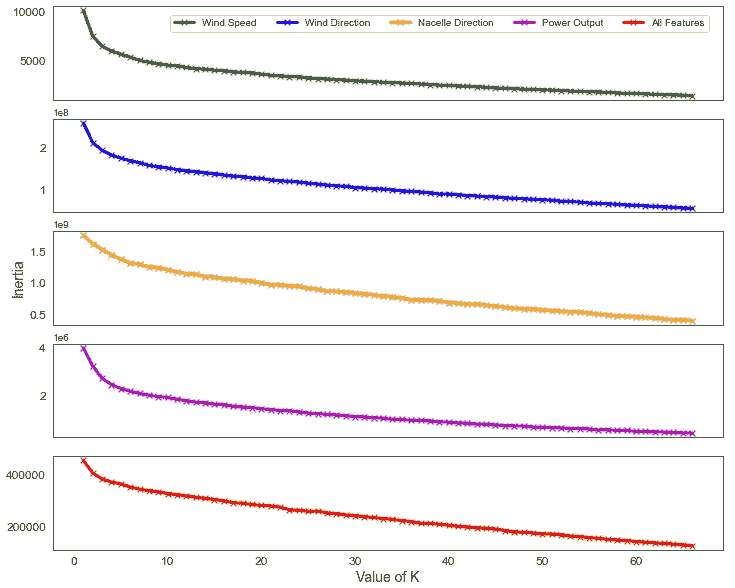 10000
Wind Speed Wind Direction Nacelle Direction Power Output All Features
5000
1e8
2
1
1e9
1.5
1.0
0.5
Inertia
1e6
4
2
400000
200000
0 10 20 30 40 50 60
Value of K